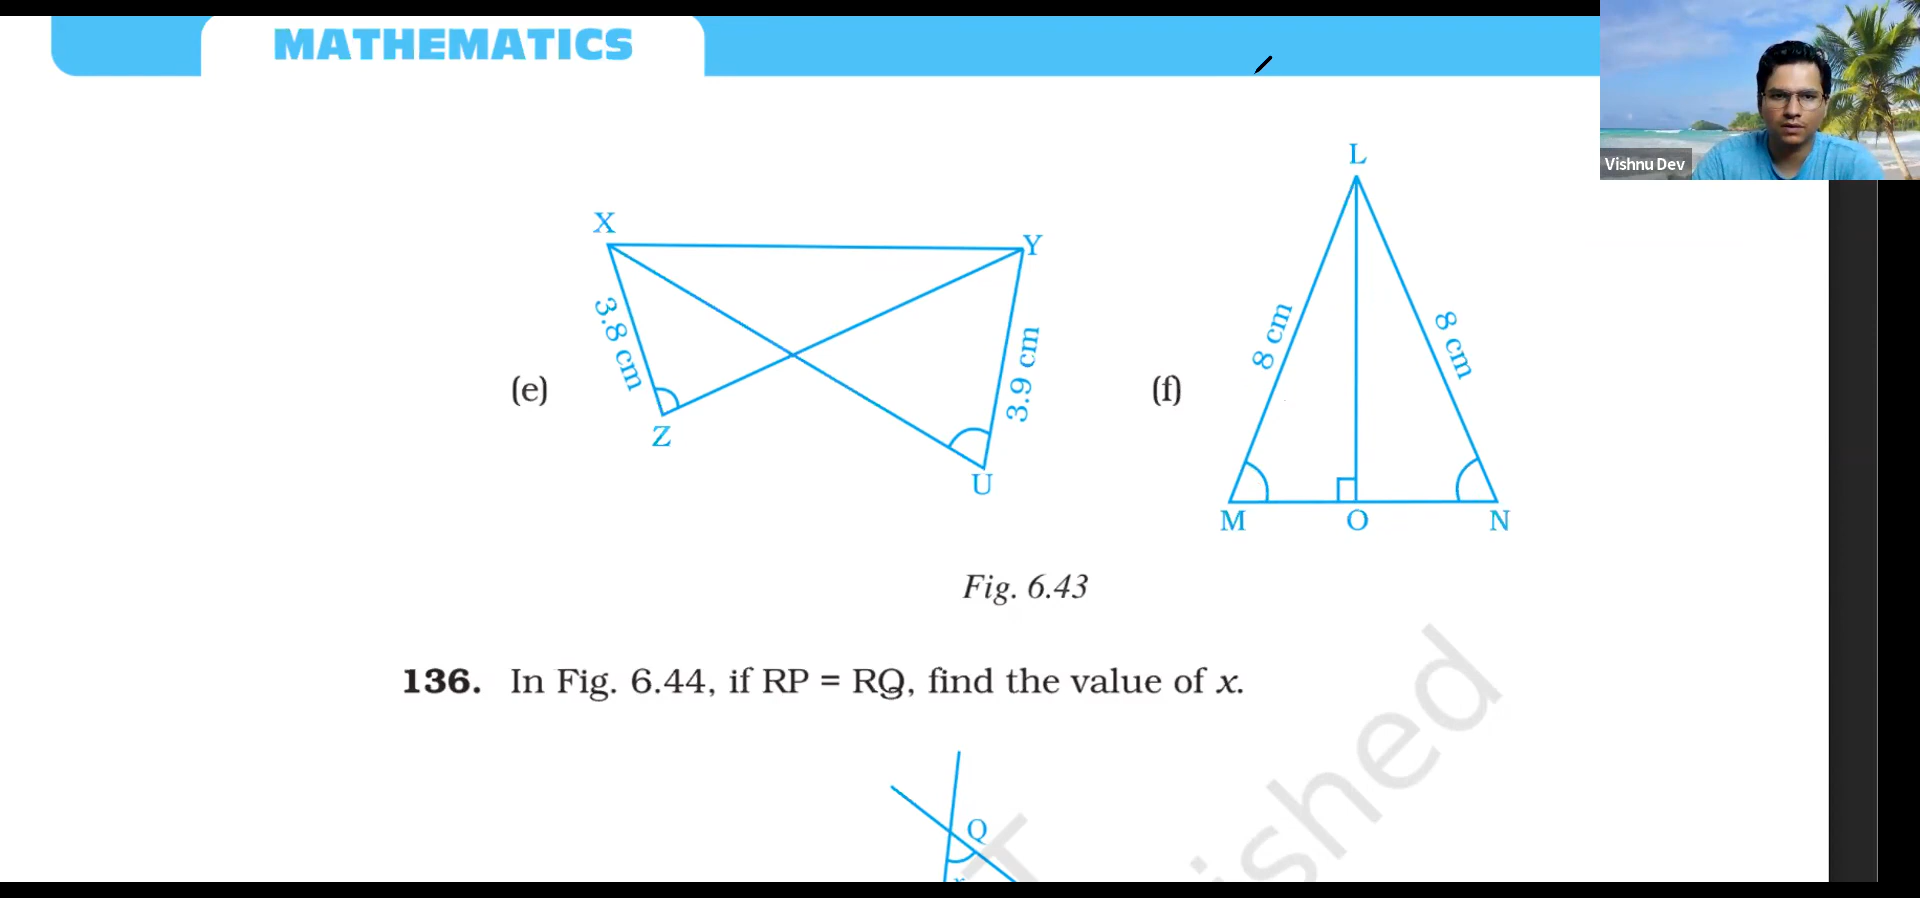 MATHEMATICS
Vishnu Dev
X
Y
3.8 cm
3.9 cm
(e)
Z
U
L
8 cm
8 cm
(f)
M
O
N
Fig. 6.43
136. In Fig. 6.44, if RP = RQ, find the value of x.
Q
shed